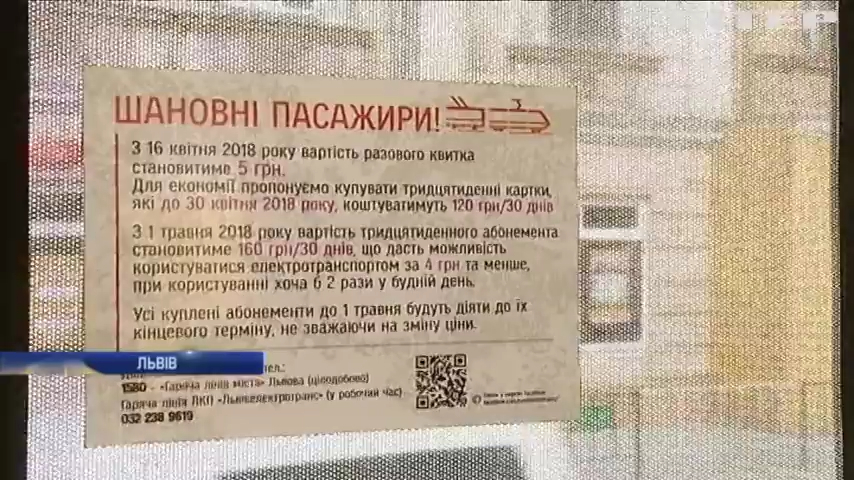 ШАНОВНІ ПАСАЖИРИ!
З 16 квітня 2018 року вартість разового квитка
становитиме 5 грн.
Для економії пропонуємо купувати тридцятиденні картки,
які до 30 квітня 2018 року, коштуватимуть 120 грн/30 днів
З 1 травня 2018 року вартість тридцятиденного абонемента
становитиме 160 грн/30 днів, що дасть можливість
користуватися електротранспортом за 4 грн та менше,
при користуванні хоча б 2 рази у будній день.
Усі куплені абонементи до 1 травня будуть діяти до їх
кінцевого терміну, не зважаючи на зміну ціни.
ЛЬВІВ
тел.:
1580 – «Гаряча лінія міста» Львова (цілодобово)
Гаряча лінія ЛКП «Львівелектротранс» (у робочий час)
032 238 9619